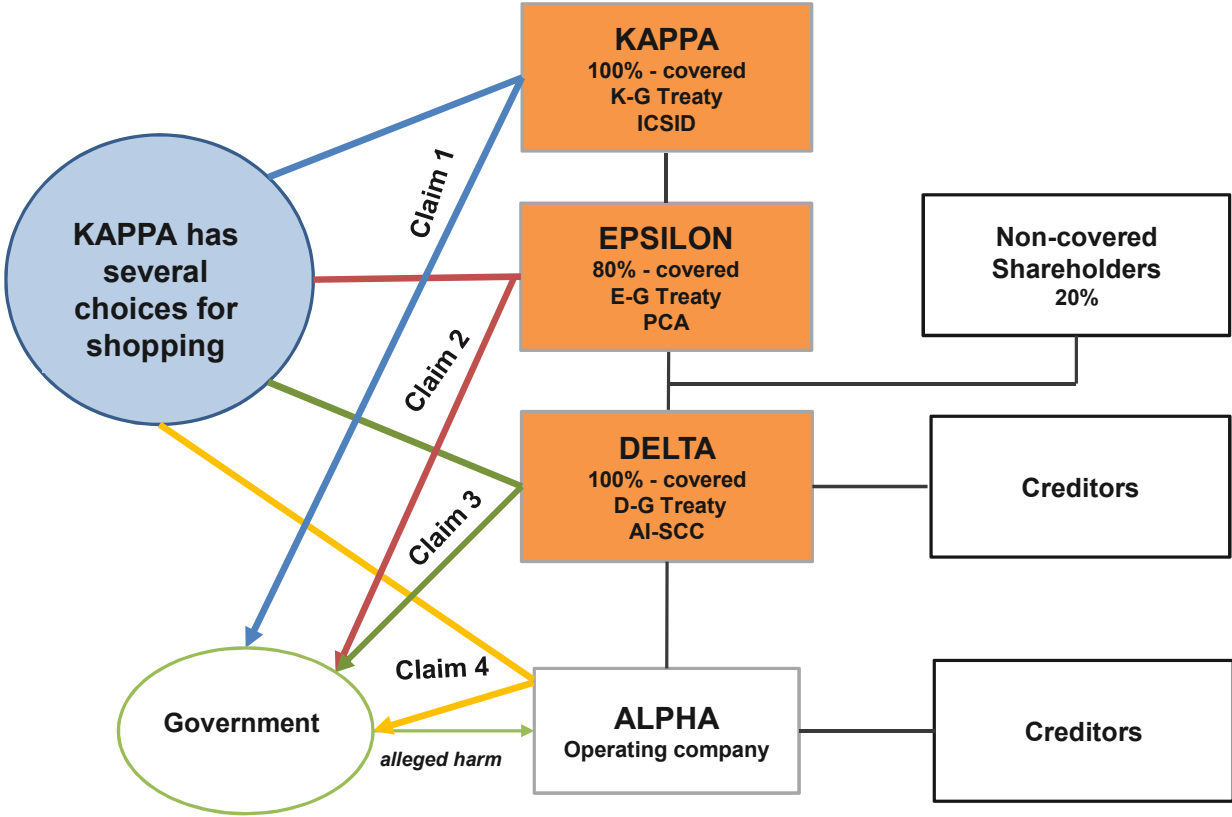 KAPPA
100% - covered
K-G Treaty
ICSID
Claim 1
KAPPA has
several
choices for
shopping
EPSILON
80% - covered
E-G Treaty
PCA
Non-covered
Shareholders
20%
Claim 2
DELTA
100% - covered
D-G Treaty
AI-SCC
Creditors
Claim 3
Claim 4
Government
alleged harm
ALPHA
Operating company
Creditors